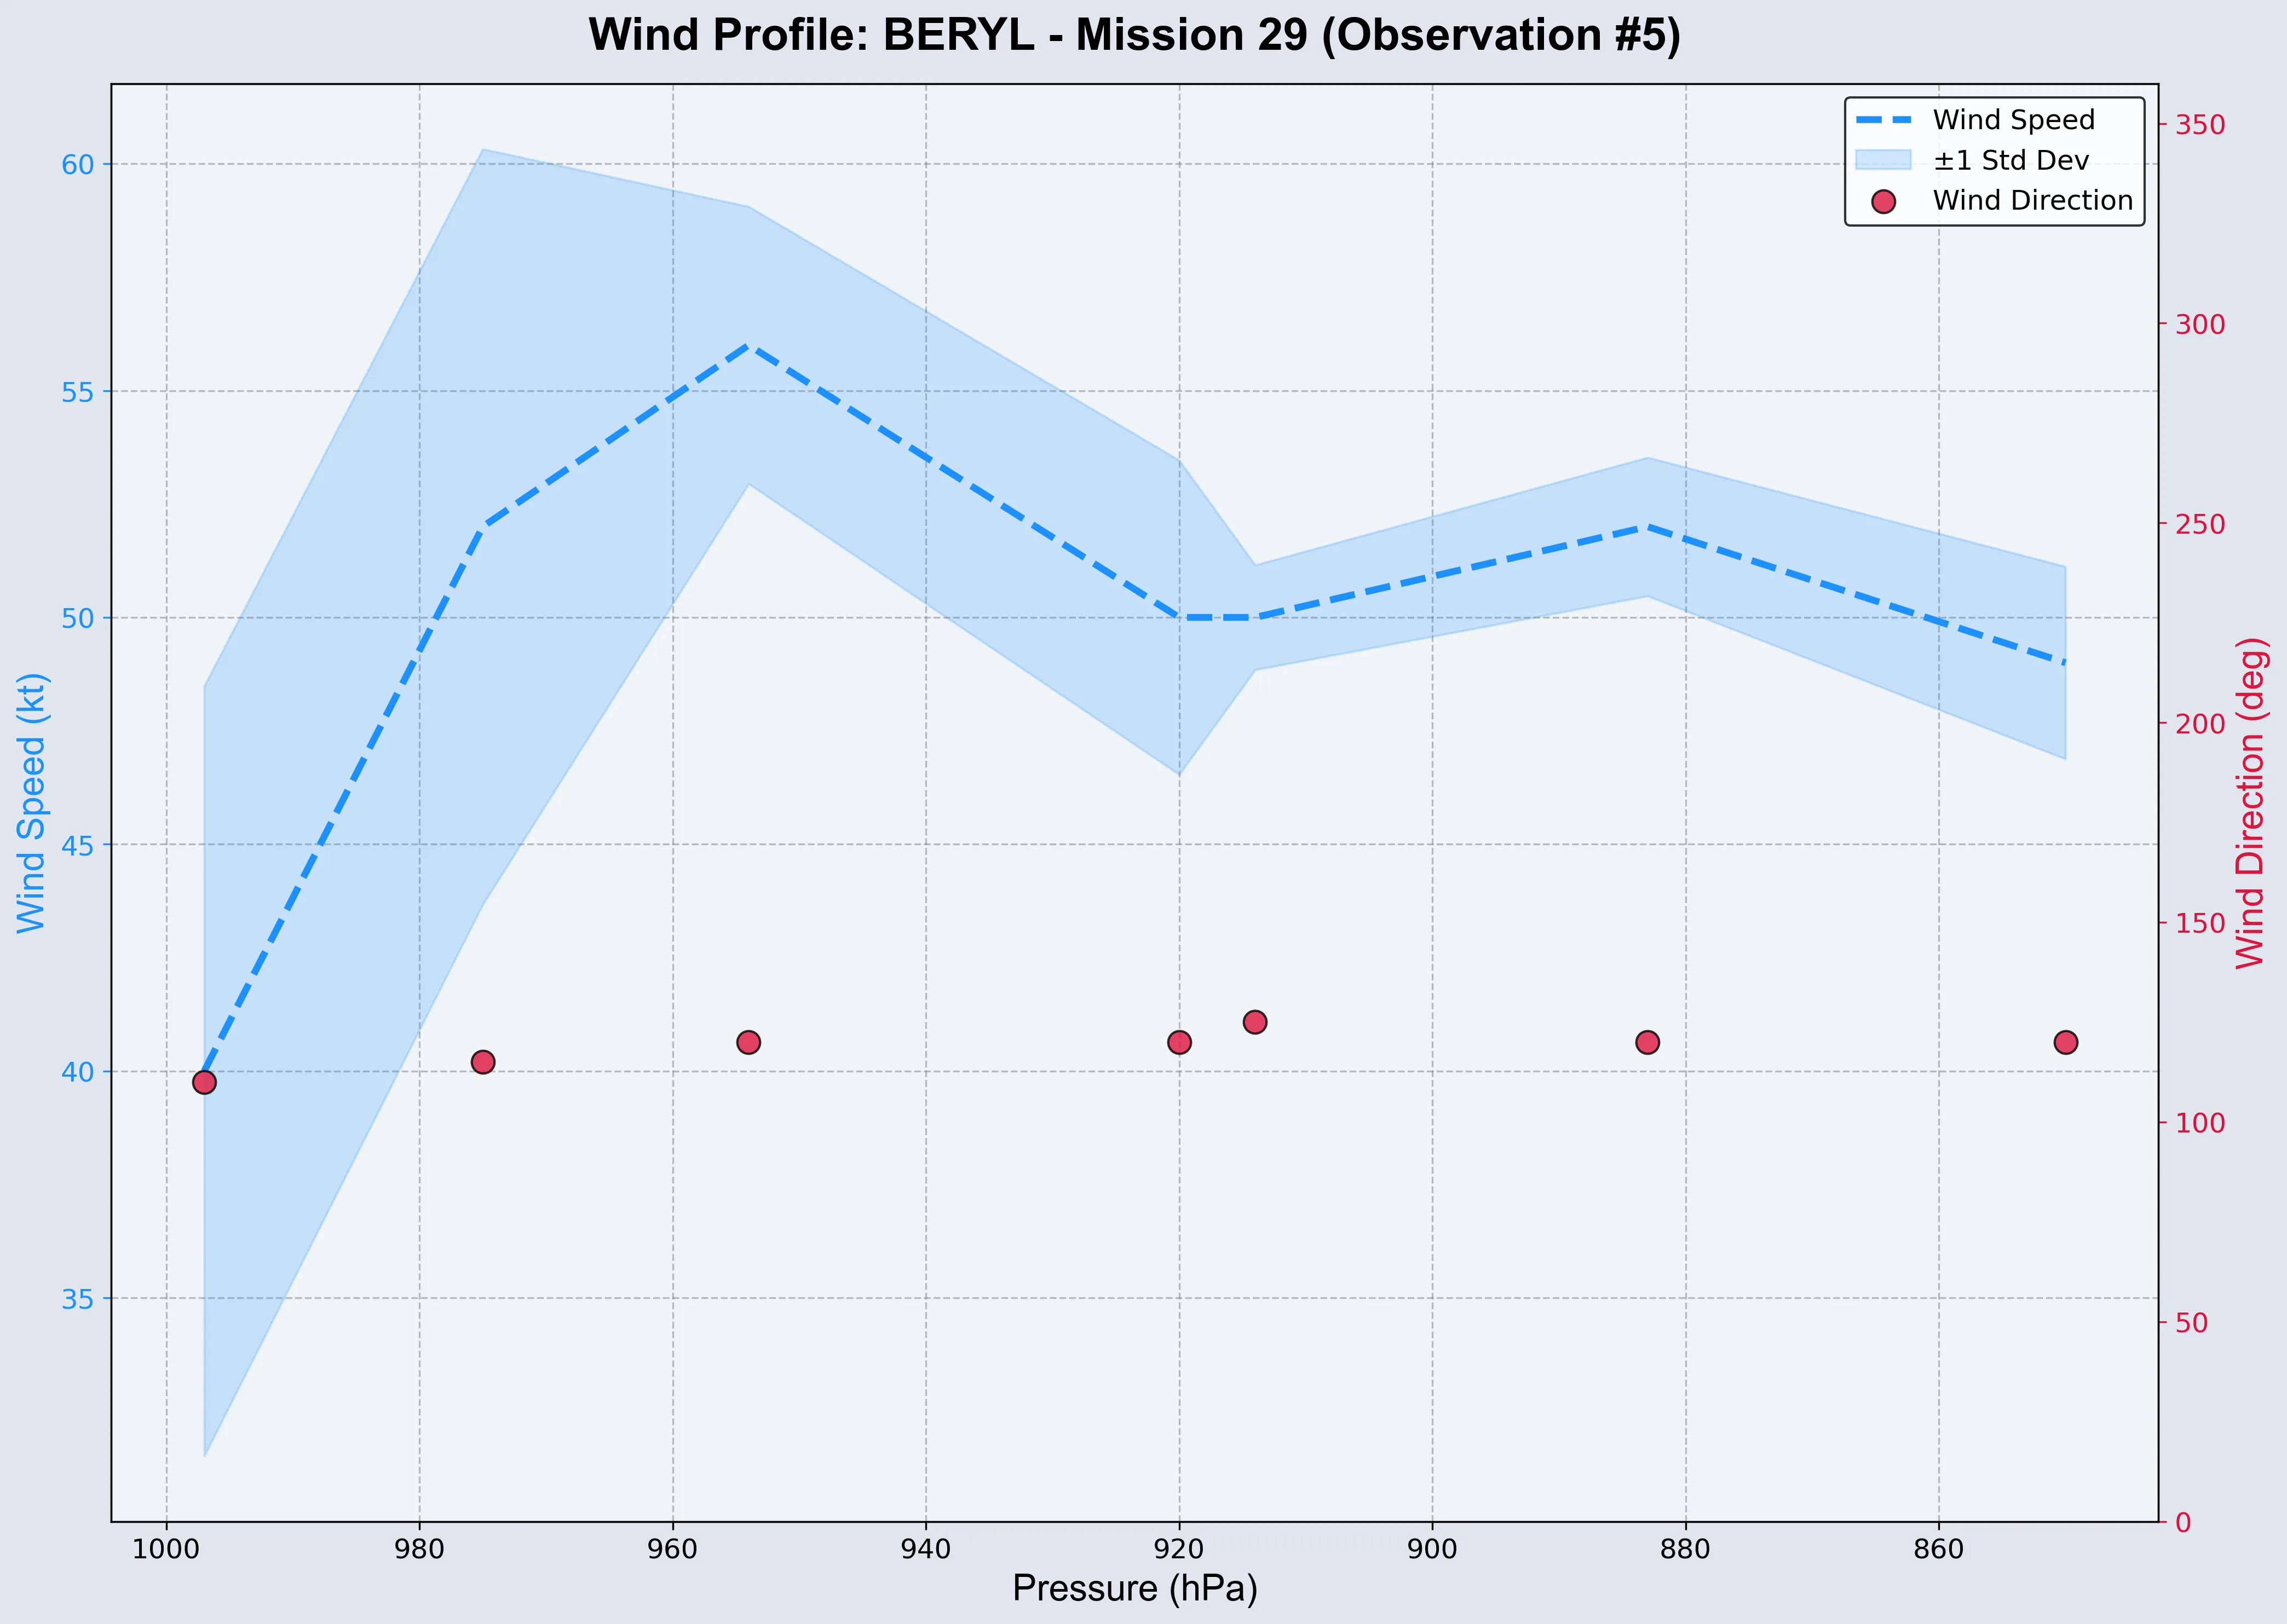 Wind Profile: BERYL - Mission 29 (Observation #5)
Wind Speed
±1 Std Dev
Wind Direction
60
55
50
45
40
35
Wind Speed (kt)
350
300
250
200
150
100
50
0
Wind Direction (deg)
1000 980 960 940 920 900 880 860
Pressure (hPa)